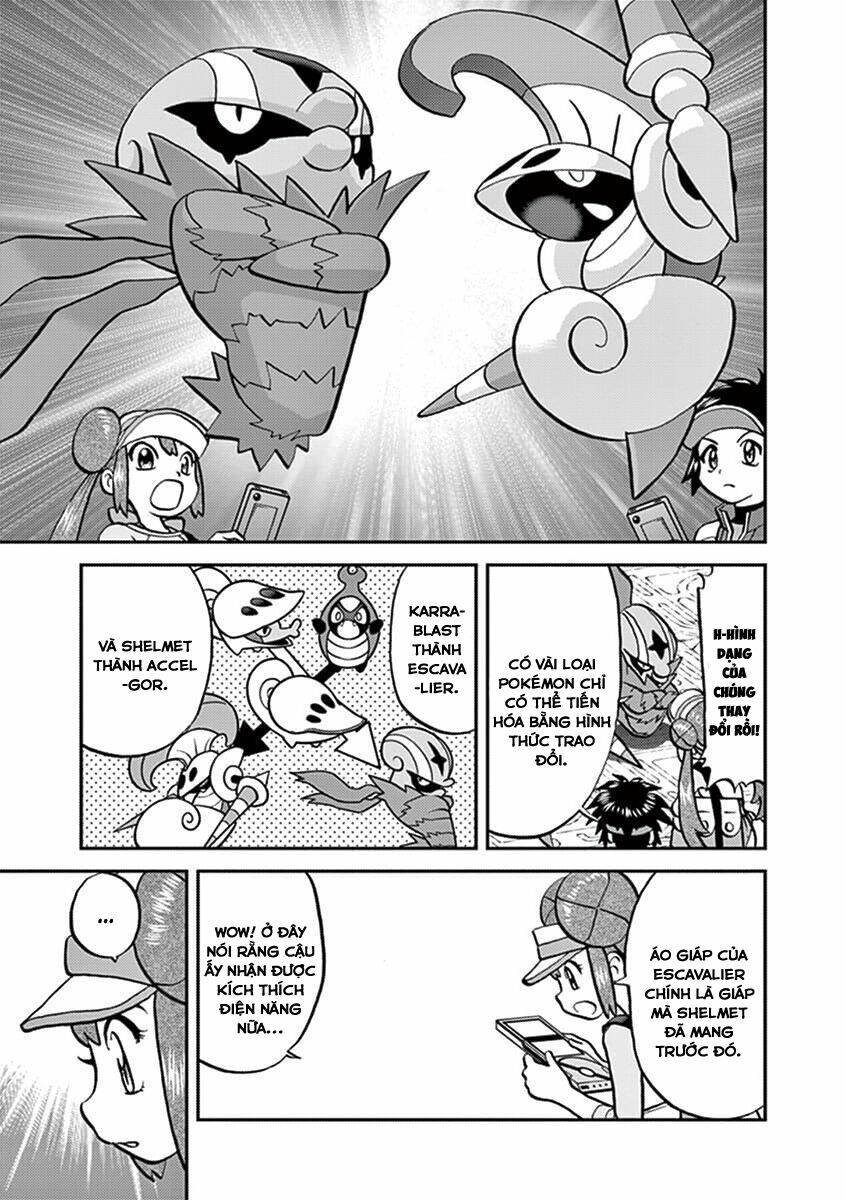 H-HÌNH
DẠNG
CỦA
CHÚNG
THAY
ĐỔI RỒI!
CÓ VÀI LOẠI
POKÉMON CHỈ
CÓ THỂ TIẾN
HÓA BẰNG HÌNH
THỨC TRAO
ĐỔI.
KARRA-
BLAST
THÀNH
ESCAVA
-LIER.
VÀ SHELMET
THÀNH ACCEL
-GOR.
ÁO GIÁP CỦA
ESCAVALIER
CHÍNH LÀ GIÁP
MÀ SHELMET
ĐÃ MANG
TRƯỚC ĐÓ.
WOW! Ở ĐÂY
NÓI RẰNG CẬU
ẤY NHẬN ĐƯỢC
KÍCH THÍCH
ĐIỆN NĂNG
NỮA...
...